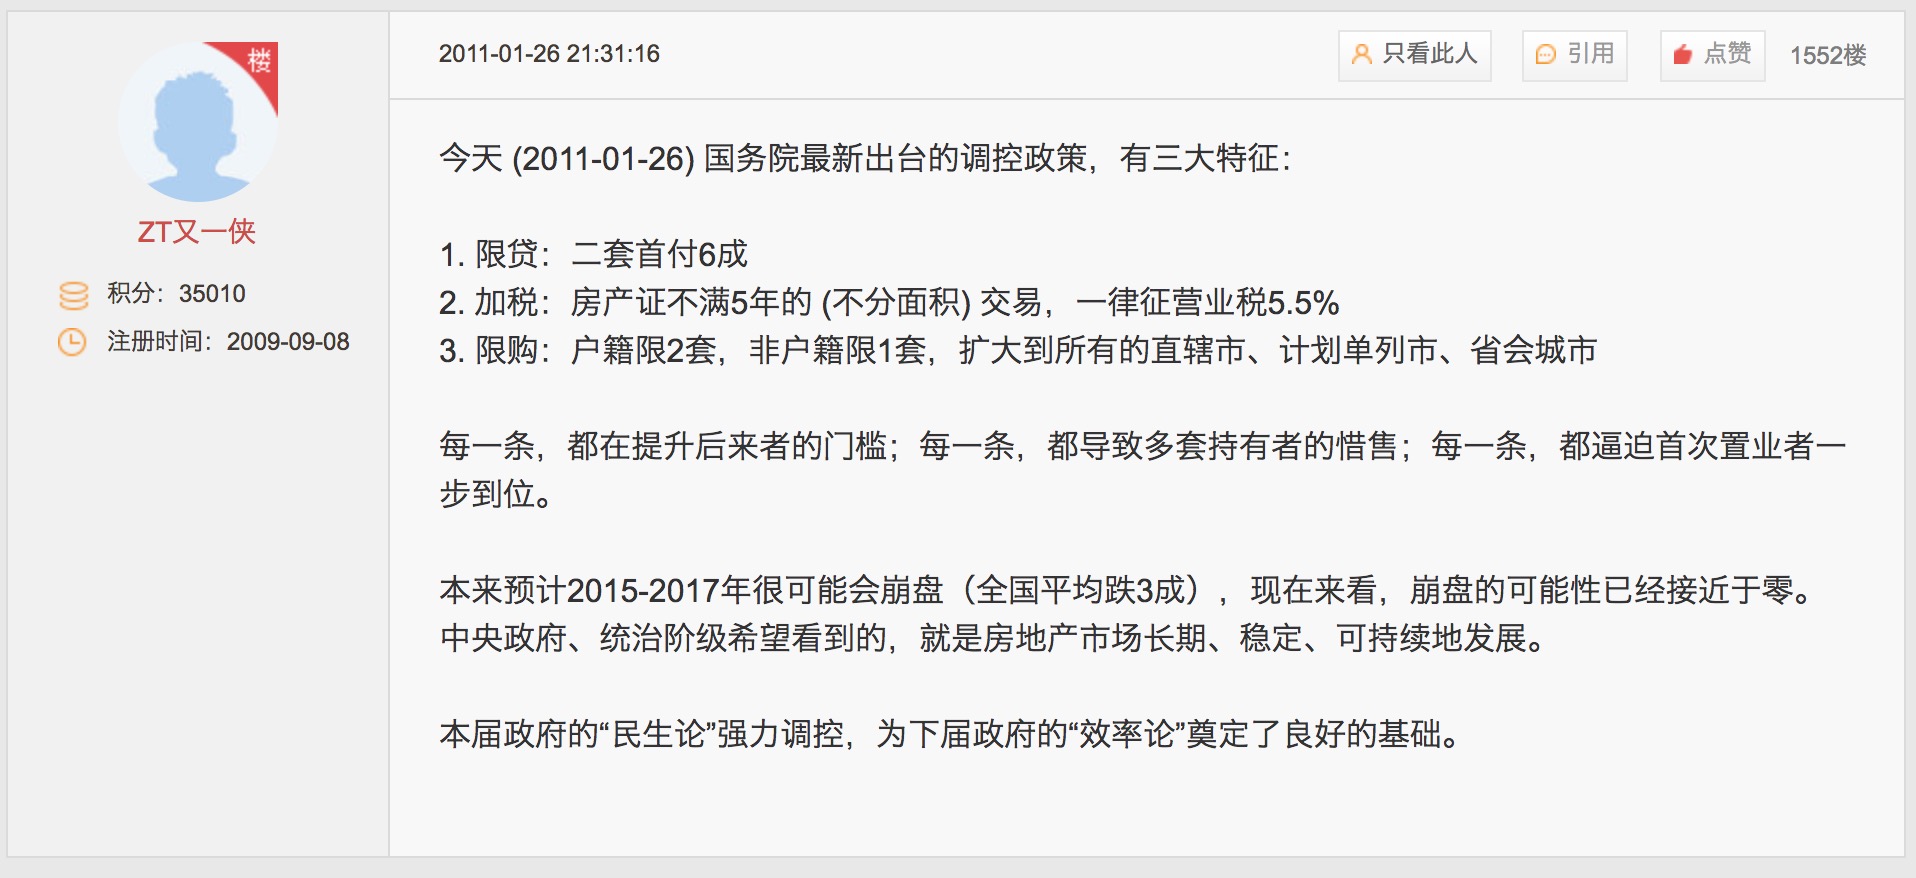 楼
ZT又一侠
积分：35010
注册时间：2009-09-08
2011-01-26 21:31:16
只看此人
引用
点赞
1552楼
今天 (2011-01-26) 国务院最新出台的调控政策，有三大特征：
1. 限贷：二套首付6成
2. 加税：房产证不满5年的 (不分面积) 交易，一律征营业税5.5%
3. 限购：户籍限2套，非户籍限1套，扩大到所有的直辖市、计划单列市、省会城市
每一条，都在提升后来者的门槛；每一条，都导致多套持有者的惜售；每一条，都逼迫首次置业者一
步到位。
本来预计2015-2017年很可能会崩盘（全国平均跌3成），现在来看，崩盘的可能性已经接近于零。
中央政府、统治阶级希望看到的，就是房地产市场长期、稳定、可持续地发展。
本届政府的“民生论”强力调控，为下届政府的“效率论”奠定了良好的基础。